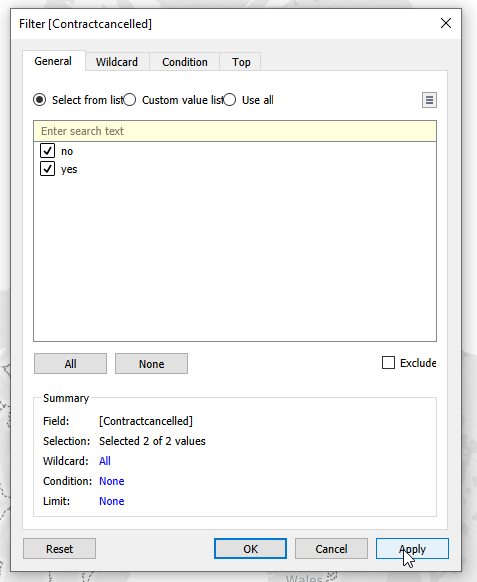 Filter [Contractcancelled]
General Wildcard Condition Top
Select from list Custom value list Use all
Enter search text
no
yes
All None Exclude
Summary
Field: [Contractcancelled]
Selection: Selected 2 of 2 values
Wildcard: All
Condition: None
Limit: None
Reset OK Cancel Apply
Wales